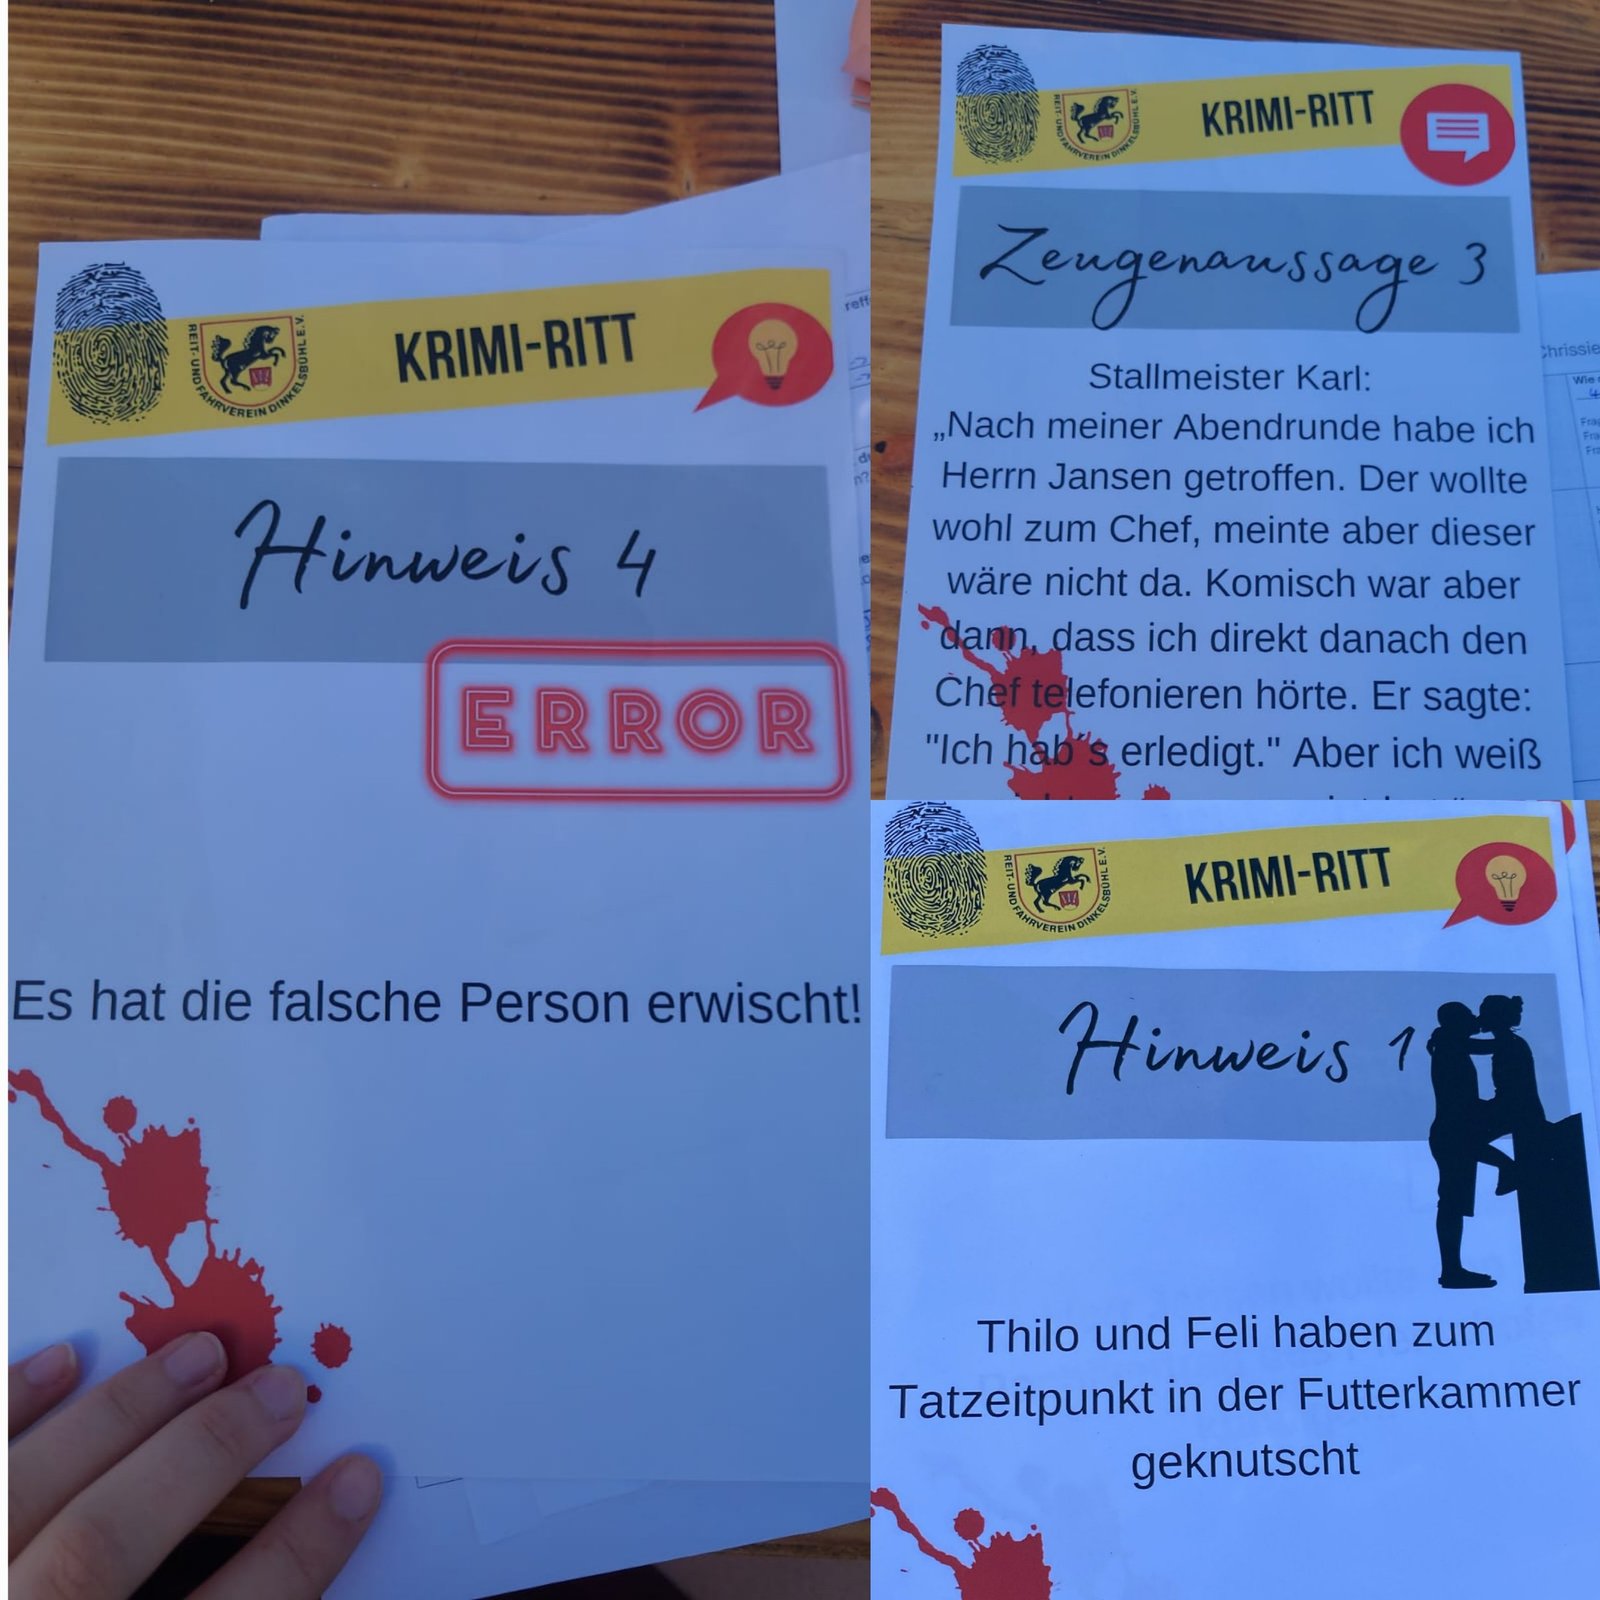 KRIMI-RITT
REIT- UND FAHRVEREIN DINKELSBÜHL E.V.
Hinweis 4
ERROR
Es hat die falsche Person erwischt!
KRIMI-RITT
REIT- UND FAHRVEREIN DINKELSBÜHL E.V.
Zeugenaussage 3
Stallmeister Karl:
„Nach meiner Abendrunde habe ich
Herrn Jansen getroffen. Der wollte
wohl zum Chef, meinte aber dieser
wäre nicht da. Komisch war aber
dann, dass ich direkt danach den
Chef telefonieren hörte. Er sagte:
"Ich hab´s erledigt." Aber ich weiß
KRIMI-RITT
REIT- UND FAHRVEREIN DINKELSBÜHL E.V.
Hinweis 1
Thilo und Feli haben zum
Tatzeitpunkt in der Futterkammer
geknutscht